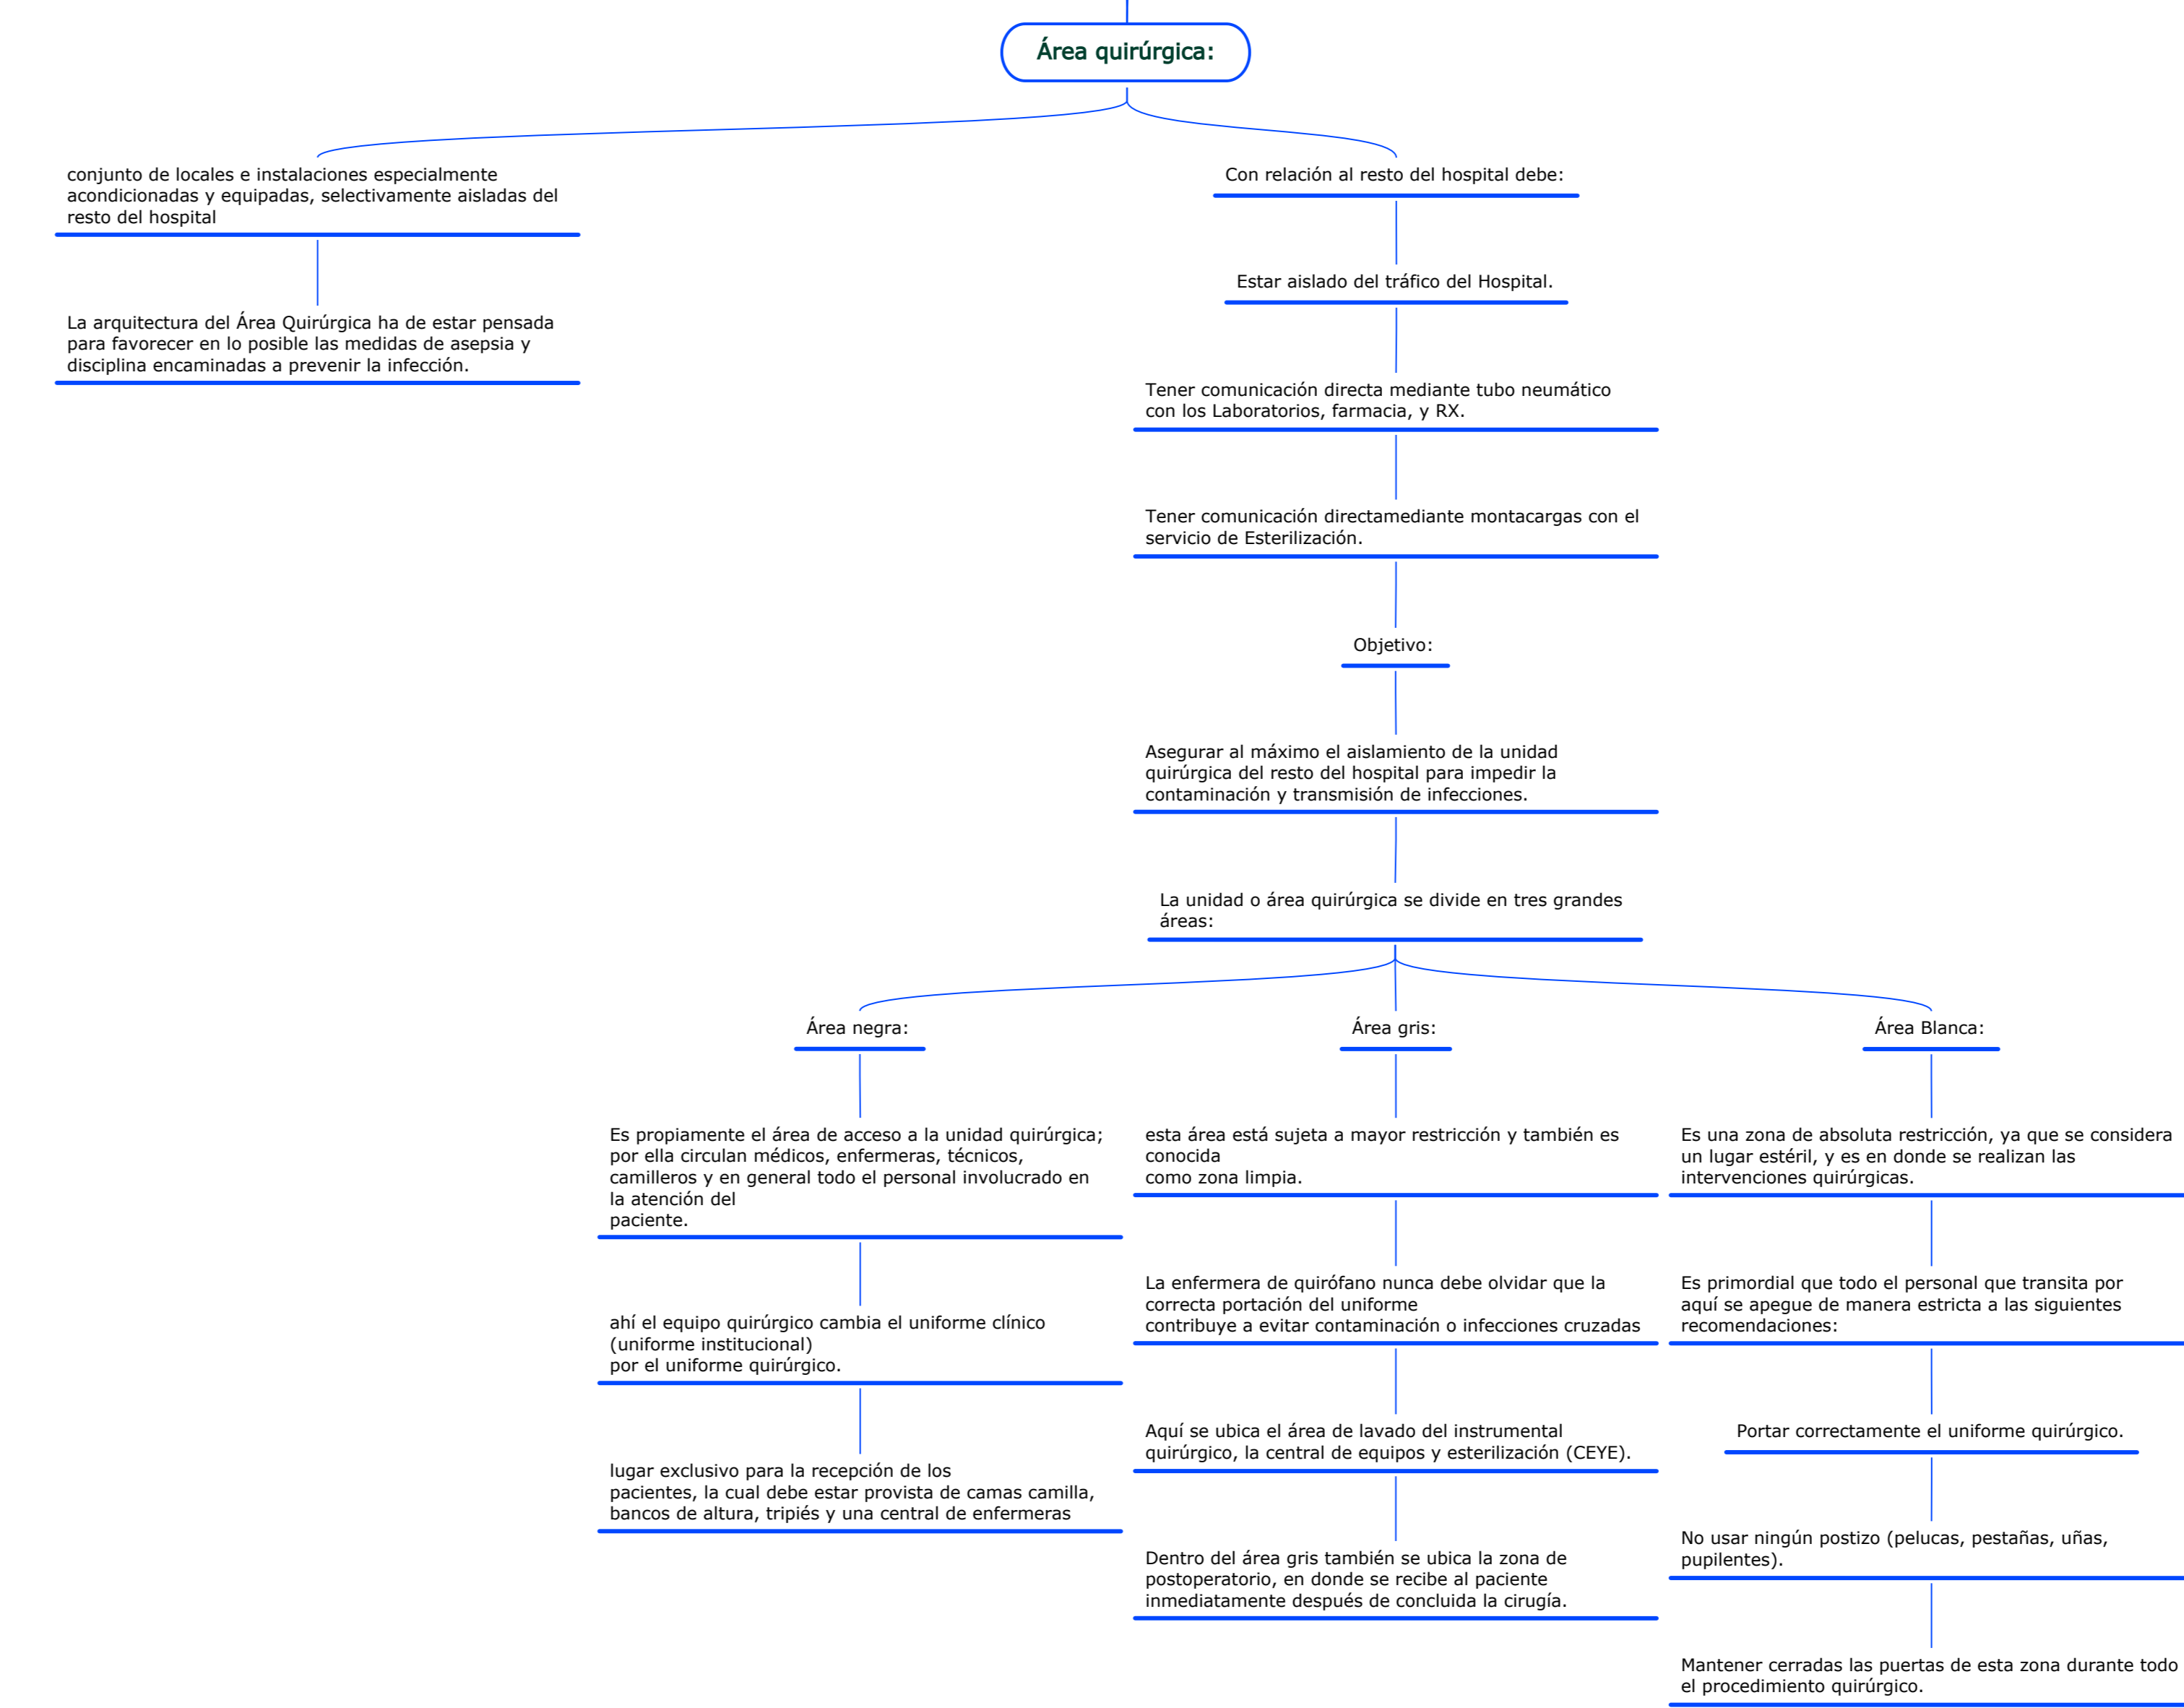 Área quirúrgica:
conjunto de locales e instalaciones especialmente
acondicionadas y equipadas, selectivamente aisladas del
resto del hospital
La arquitectura del Área Quirúrgica ha de estar pensada
para favorecer en lo posible las medidas de asepsia y
disciplina encaminadas a prevenir la infección.
Con relación al resto del hospital debe:
Estar aislado del tráfico del Hospital.
Tener comunicación directa mediante tubo neumático
con los Laboratorios, farmacia, y RX.
Tener comunicación directamediante montacargas con el
servicio de Esterilización.
Objetivo:
Asegurar al máximo el aislamiento de la unidad
quirúrgica del resto del hospital para impedir la
contaminación y transmisión de infecciones.
La unidad o área quirúrgica se divide en tres grandes
áreas:
Área negra:
Es propiamente el área de acceso a la unidad quirúrgica;
por ella circulan médicos, enfermeras, técnicos,
camilleros y en general todo el personal involucrado en
la atención del
paciente.
ahí el equipo quirúrgico cambia el uniforme clínico
(uniforme institucional)
por el uniforme quirúrgico.
lugar exclusivo para la recepción de los
pacientes, la cual debe estar provista de camas camilla,
bancos de altura, tripiés y una central de enfermeras
Área gris:
esta área está sujeta a mayor restricción y también es
conocida
como zona limpia.
La enfermera de quirófano nunca debe olvidar que la
correcta portación del uniforme
contribuye a evitar contaminación o infecciones cruzadas
Aquí se ubica el área de lavado del instrumental
quirúrgico, la central de equipos y esterilización (CEYE).
Dentro del área gris también se ubica la zona de
postoperatorio, en donde se recibe al paciente
inmediatamente después de concluida la cirugía.
Área Blanca:
Es una zona de absoluta restricción, ya que se considera
un lugar estéril, y es en donde se realizan las
intervenciones quirúrgicas.
Es primordial que todo el personal que transita por
aquí se apegue de manera estricta a las siguientes
recomendaciones:
Portar correctamente el uniforme quirúrgico.
No usar ningún postizo (pelucas, pestañas, uñas,
pupilentes).
Mantener cerradas las puertas de esta zona durante todo
el procedimiento quirúrgico.